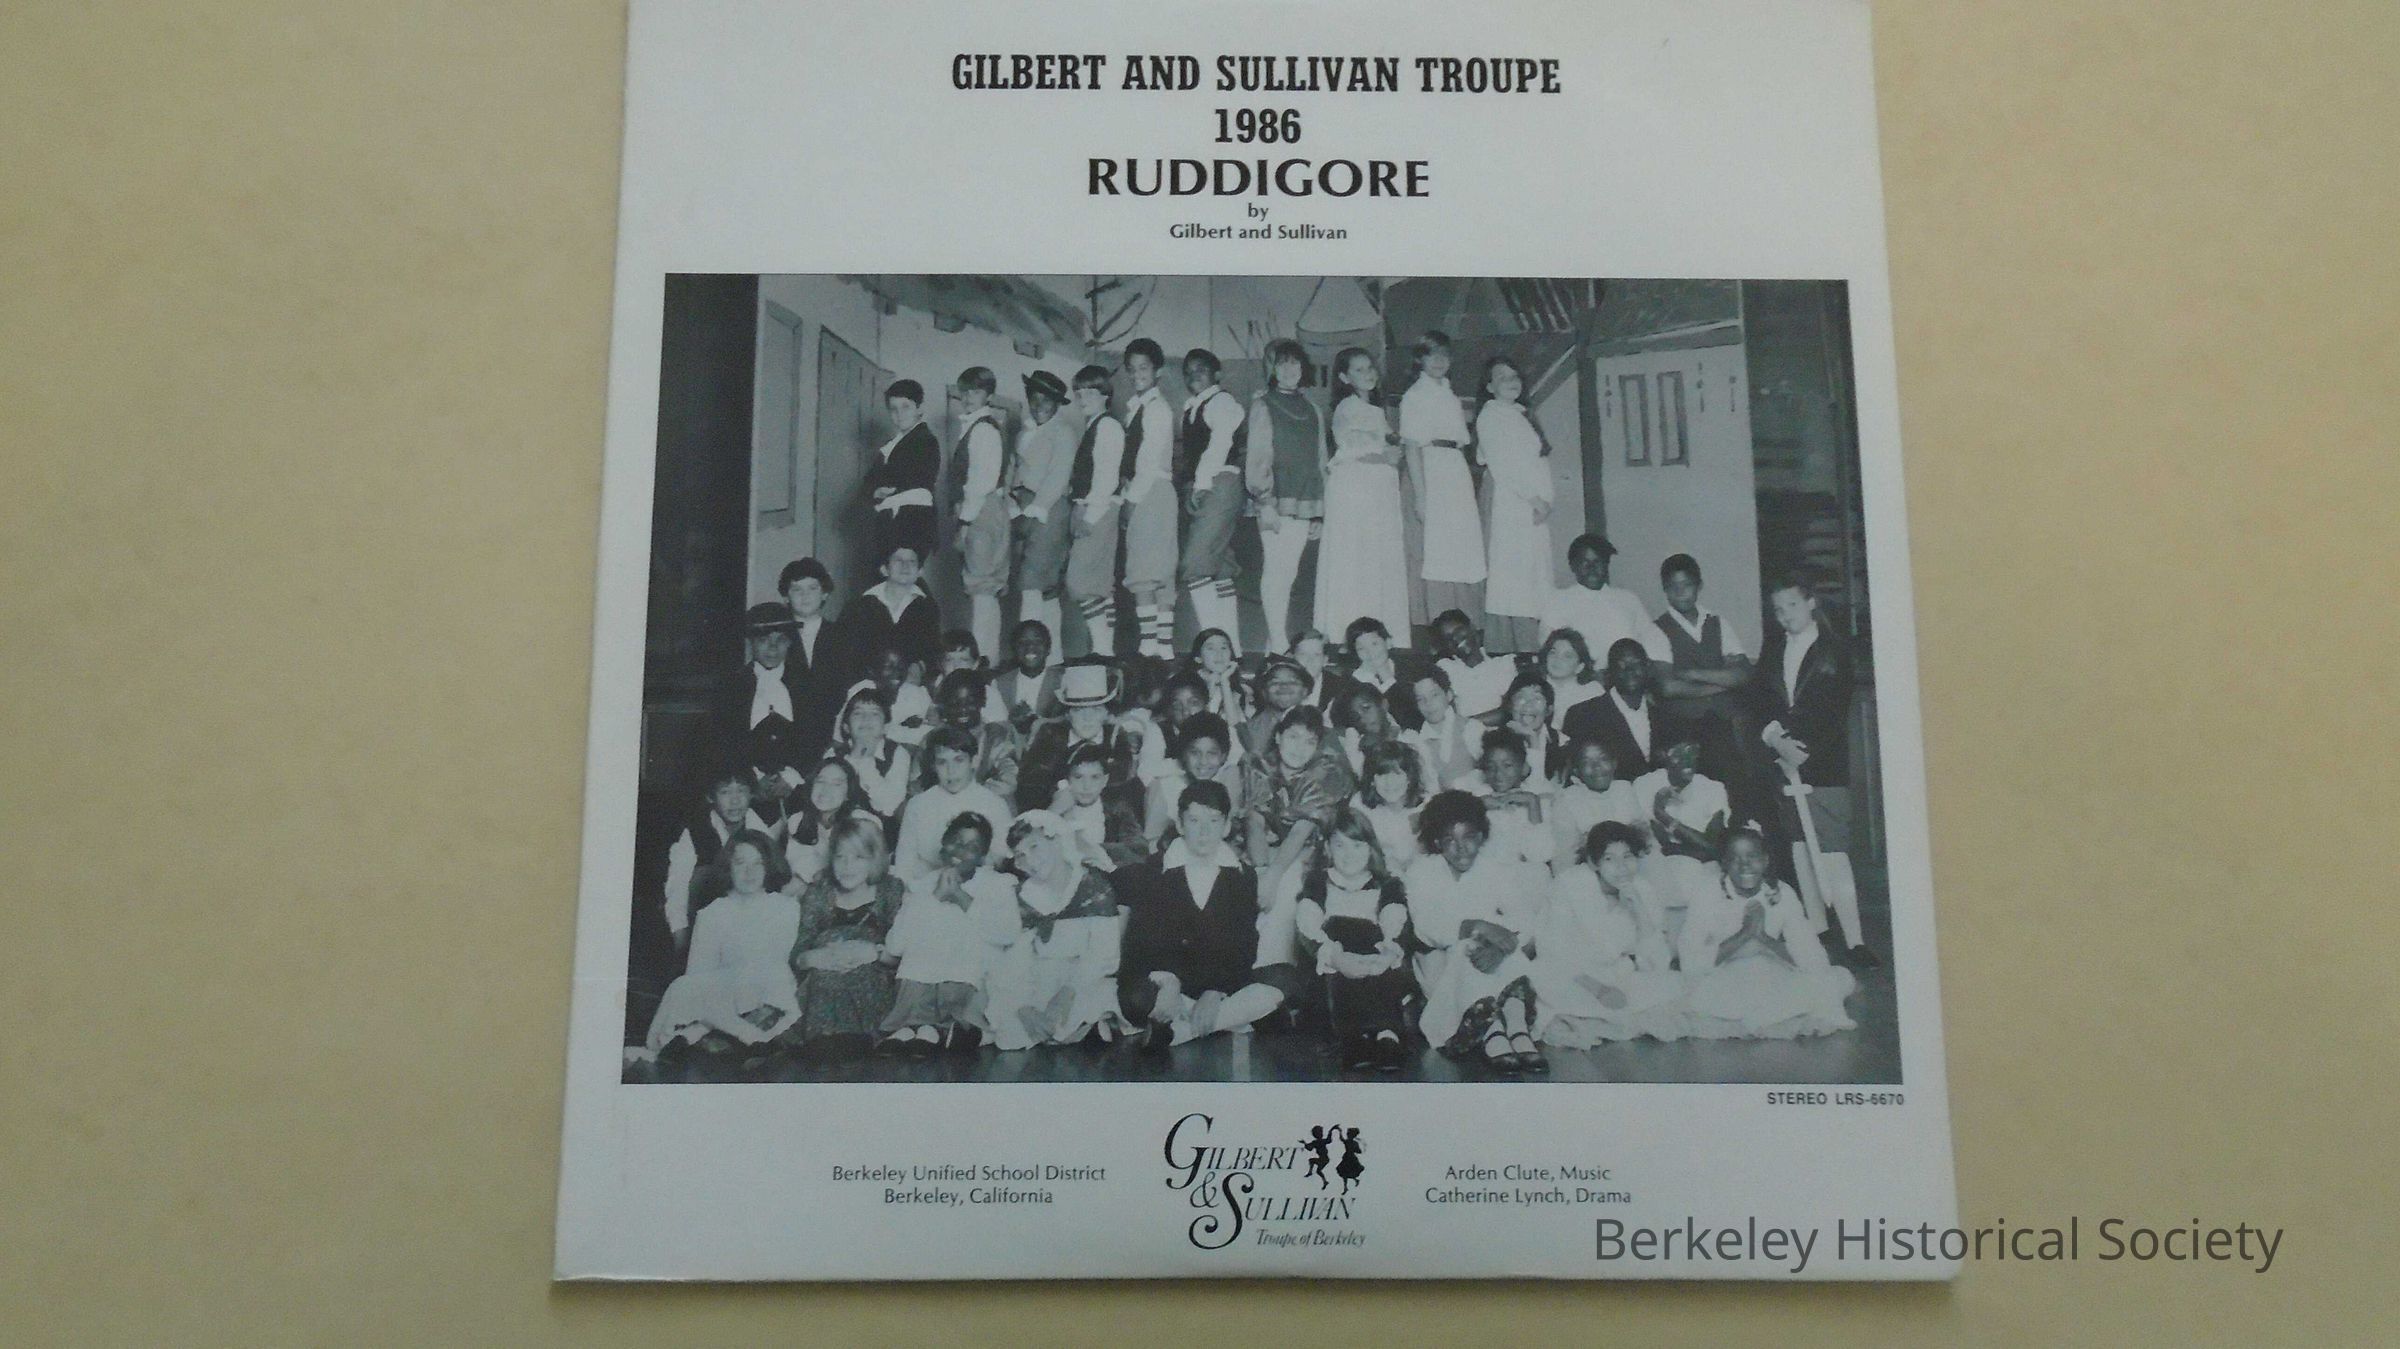 GILBERT AND SULLIVAN TROUPE
1986
RUDDIGORE
by
Gilbert and Sullivan
STEREO LRS-6670
Berkeley Unified School District
Berkeley, California
GILBERT
& SULLIVAN
Troupe of Berkeley
Arden Clute, Music
Catherine Lynch, Drama
Berkeley Historical Society